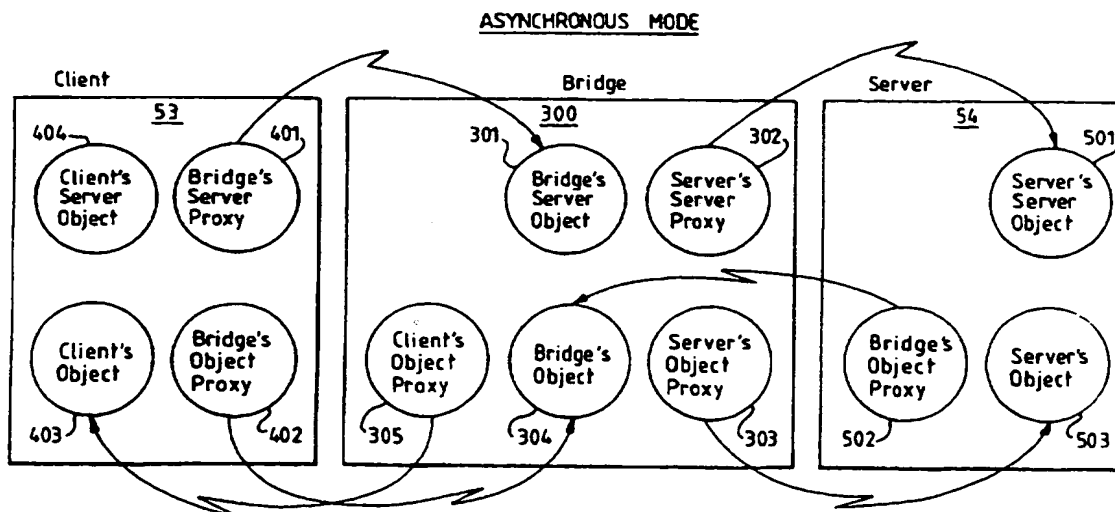 ASYNCHRONOUS MODE
Client
Bridge
Server
53
300
54
404
401
301
302
501
Client's
Server
Object
Bridge's
Server
Proxy
Bridge's
Server
Object
Server's
Server
Proxy
Server's
Server
Object
Client's
Object
Bridge's
Object
Proxy
Client's
Object
Proxy
Bridge's
Object
Server's
Object
Proxy
Bridge's
Object
Proxy
Server's
Object
403
402
305
304
303
502
503